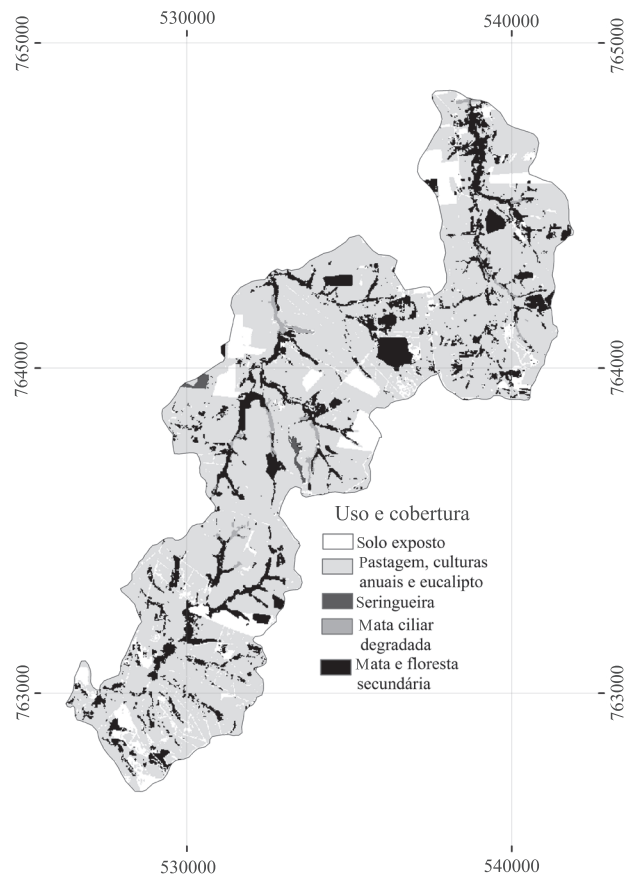 530000
540000
765000
765000
764000
764000
Uso e cobertura
Solo exposto
Pastagem, culturas
anuais e eucalipto
Seringueira
Mata ciliar
degradada
Mata e floresta
secundária
763000
763000
530000
540000